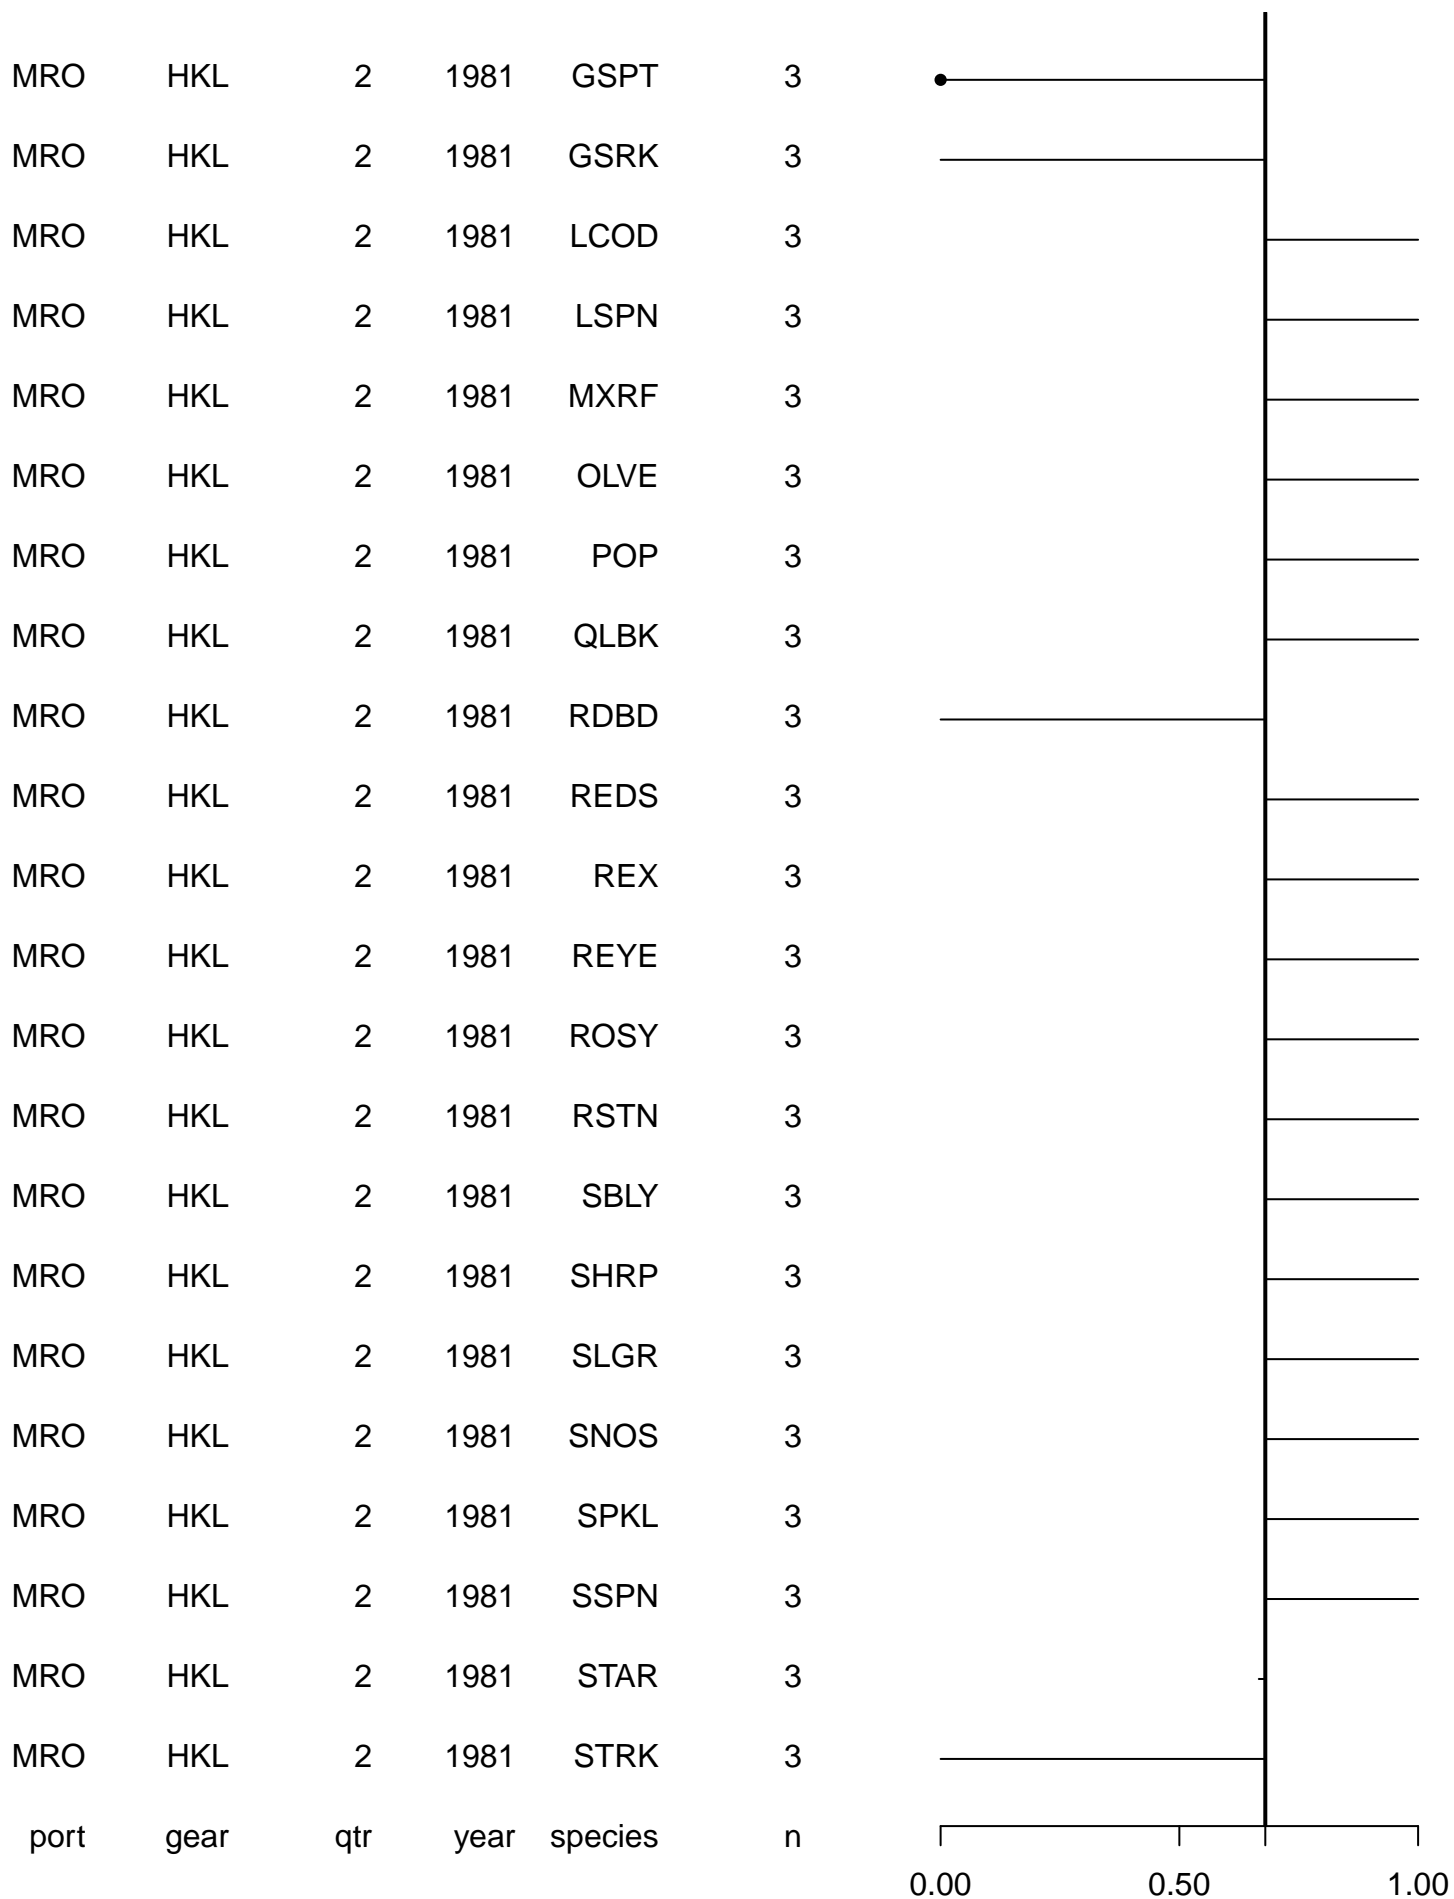 MRO HKL 2 1981 GSPT 3
MRO HKL 2 1981 GSRK 3
MRO HKL 2 1981 LCOD 3
MRO HKL 2 1981 LSPN 3
MRO HKL 2 1981 MXRF 3
MRO HKL 2 1981 OLVE 3
MRO HKL 2 1981 POP 3
MRO HKL 2 1981 QLBK 3
MRO HKL 2 1981 RDBD 3
MRO HKL 2 1981 REDS 3
MRO HKL 2 1981 REX 3
MRO HKL 2 1981 REYE 3
MRO HKL 2 1981 ROSY 3
MRO HKL 2 1981 RSTN 3
MRO HKL 2 1981 SBLY 3
MRO HKL 2 1981 SHRP 3
MRO HKL 2 1981 SLGR 3
MRO HKL 2 1981 SNOS 3
MRO HKL 2 1981 SPKL 3
MRO HKL 2 1981 SSPN 3
MRO HKL 2 1981 STAR 3
MRO HKL 2 1981 STRK 3
port gear qtr year species n
0.00 0.50 1.00